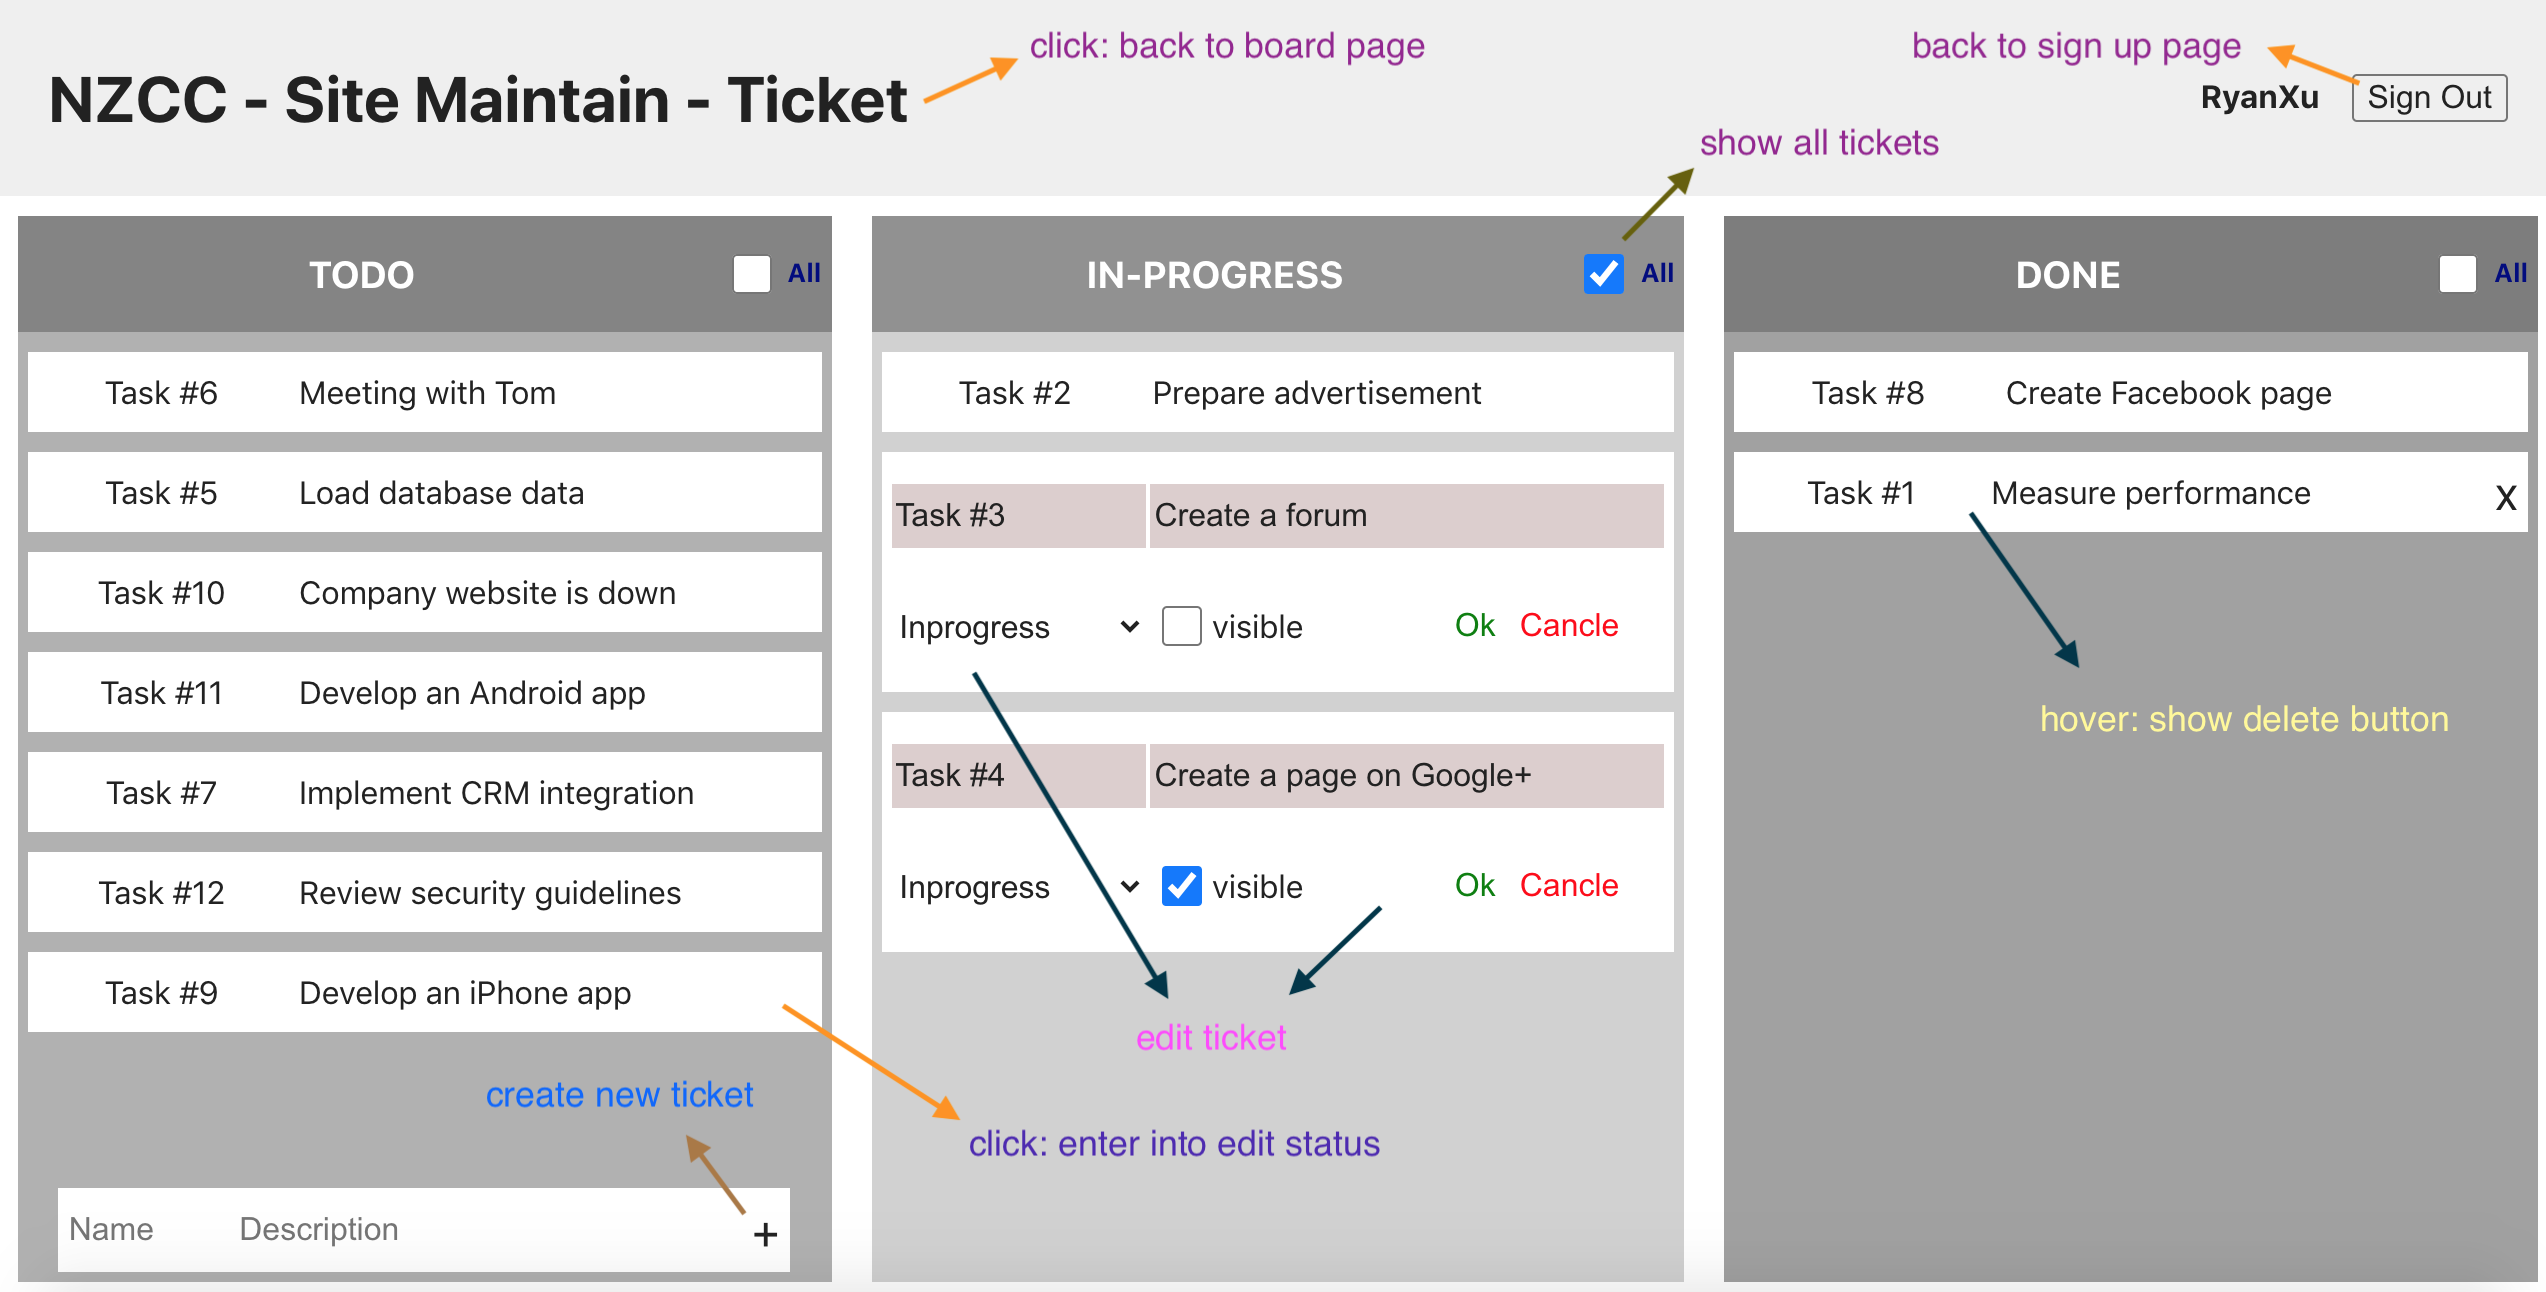 click: back to board page
back to sign up page
NZCC - Site Maintain - Ticket
RyanXu
Sign Out
show all tickets
TODO
All
Task #6 Meeting with Tom
Task #5 Load database data
Task #10 Company website is down
Task #11 Develop an Android app
Task #7 Implement CRM integration
Task #12 Review security guidelines
Task #9 Develop an iPhone app
create new ticket
Name Description +
IN-PROGRESS
All
Task #2 Prepare advertisement
Task #3 Create a forum
Inprogress visible Ok Cancle
Task #4 Create a page on Google+
Inprogress visible Ok Cancle
edit ticket
click: enter into edit status
DONE
All
Task #8 Create Facebook page
Task #1 Measure performance X
hover: show delete button